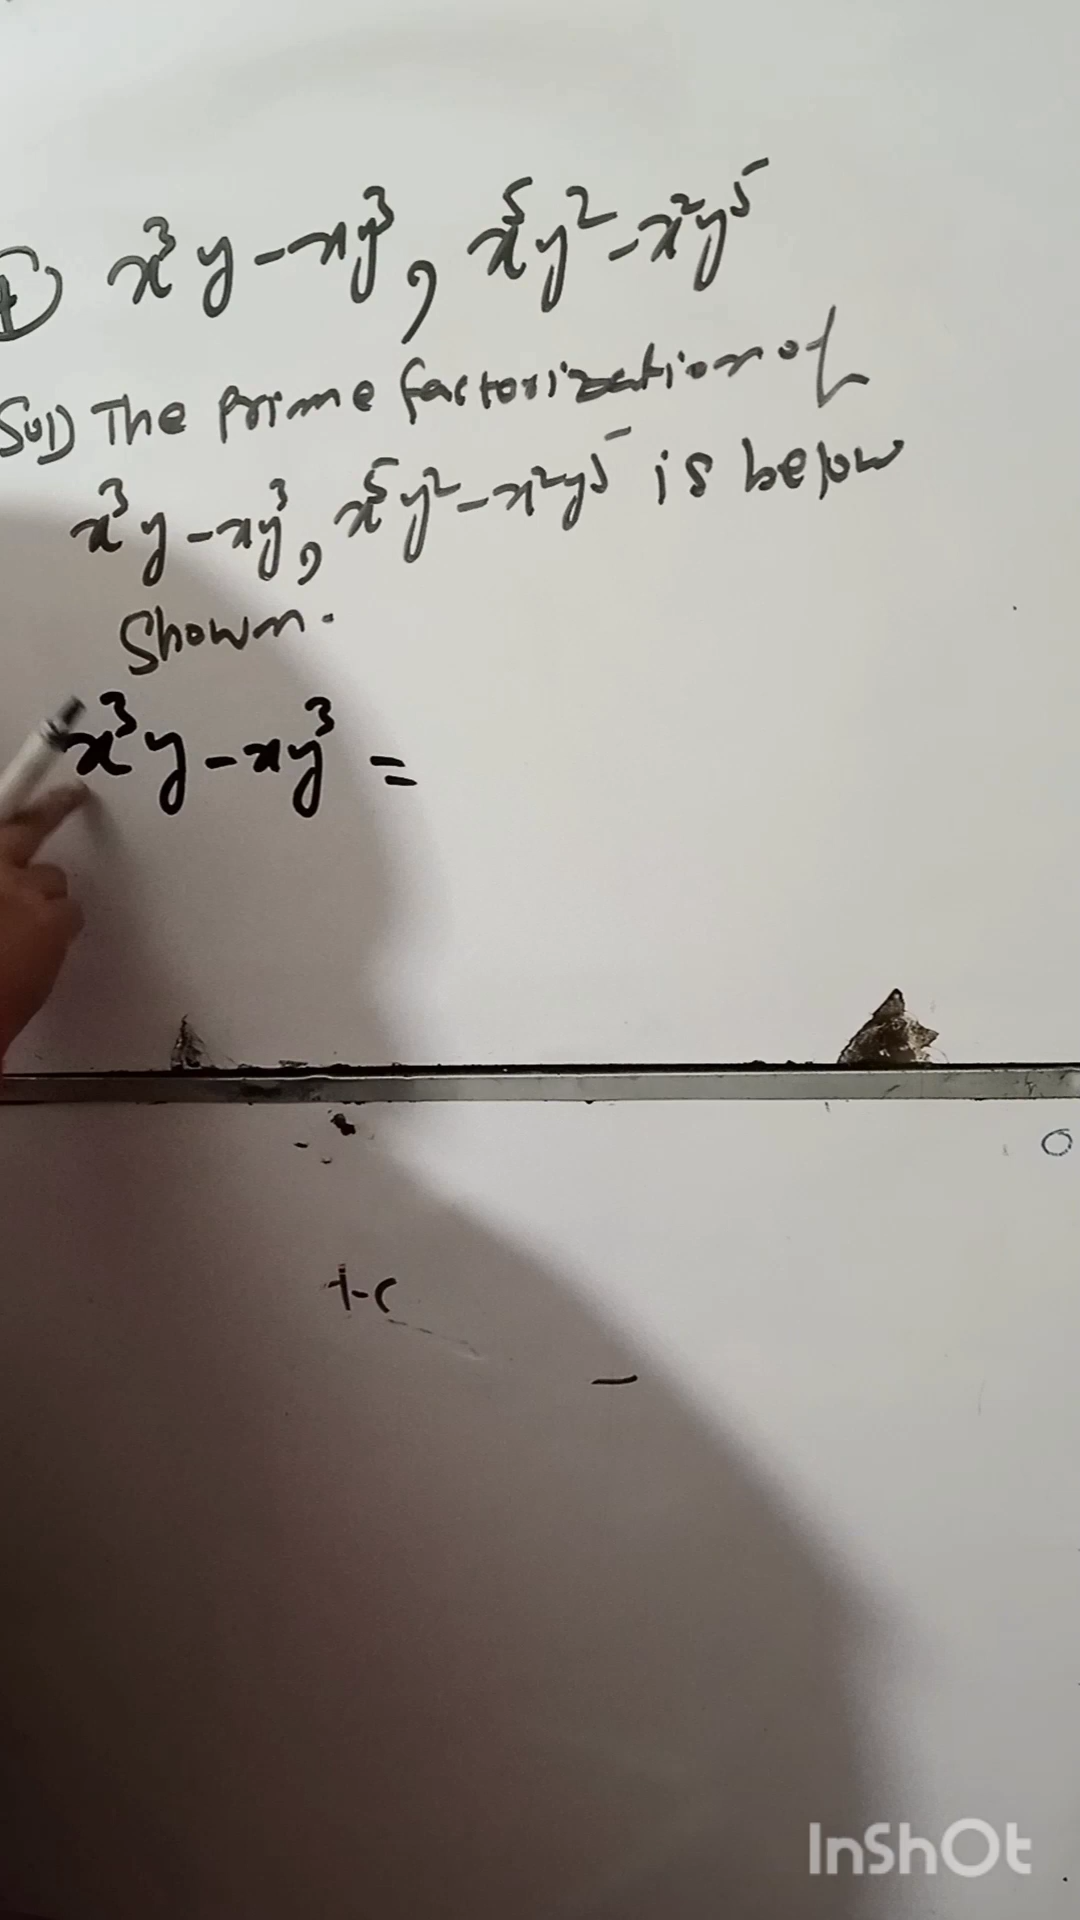 ④ x³y - xy³, x⁵y² - x²y⁵
Sol) The Prime factorization of
x³y - xy³, x⁵y² - x²y⁵ is below
Shown.
x³y - xy³ =
InShOt